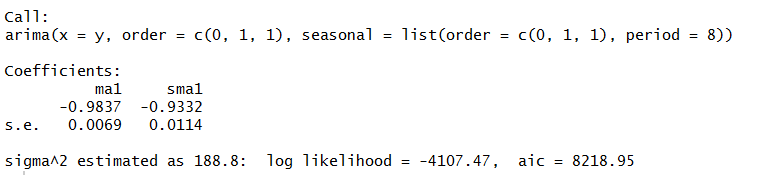 Call:
arima(x = y, order = c(0, 1, 1), seasonal = list(order = c(0, 1, 1), period = 8))
Coefficients:
ma1 sma1
-0.9837 -0.9332
s.e. 0.0069 0.0114
sigma^2 estimated as 188.8: log likelihood = -4107.47, aic = 8218.95